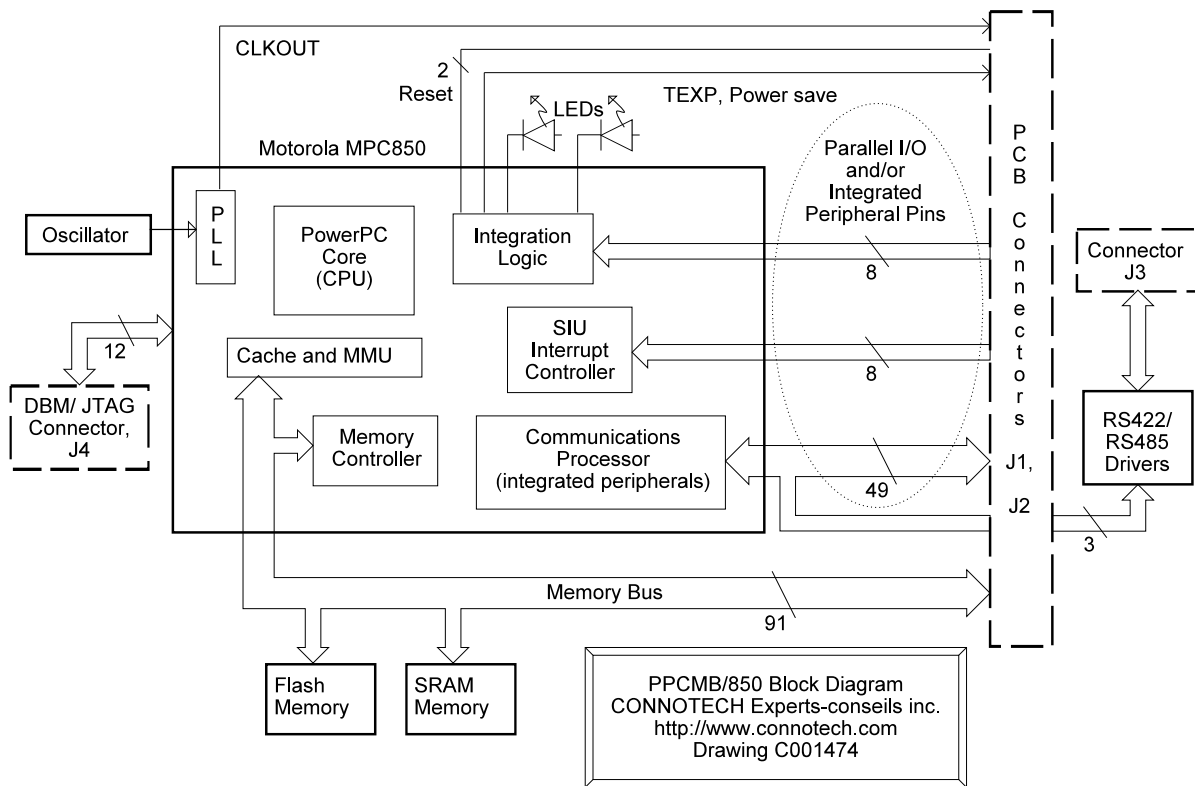 CLKOUT
2
Reset
TEXP, Power save
LEDs
Motorola MPC850
Parallel I/O
and/or
Integrated
Peripheral Pins
PCB Connectors J1, J2
Oscillator
PLL
PowerPC
Core
(CPU)
Integration
Logic
8
Connector
J3
12
Cache and MMU
SIU
Interrupt
Controller
8
DBM/ JTAG
Connector,
J4
Memory
Controller
Communications
Processor
(integrated peripherals)
49
RS422/
RS485
Drivers
3
Memory Bus
91
Flash
Memory
SRAM
Memory
PPCMB/850 Block Diagram
CONNOTECH Experts-conseils inc.
http://www.connotech.com
Drawing C001474